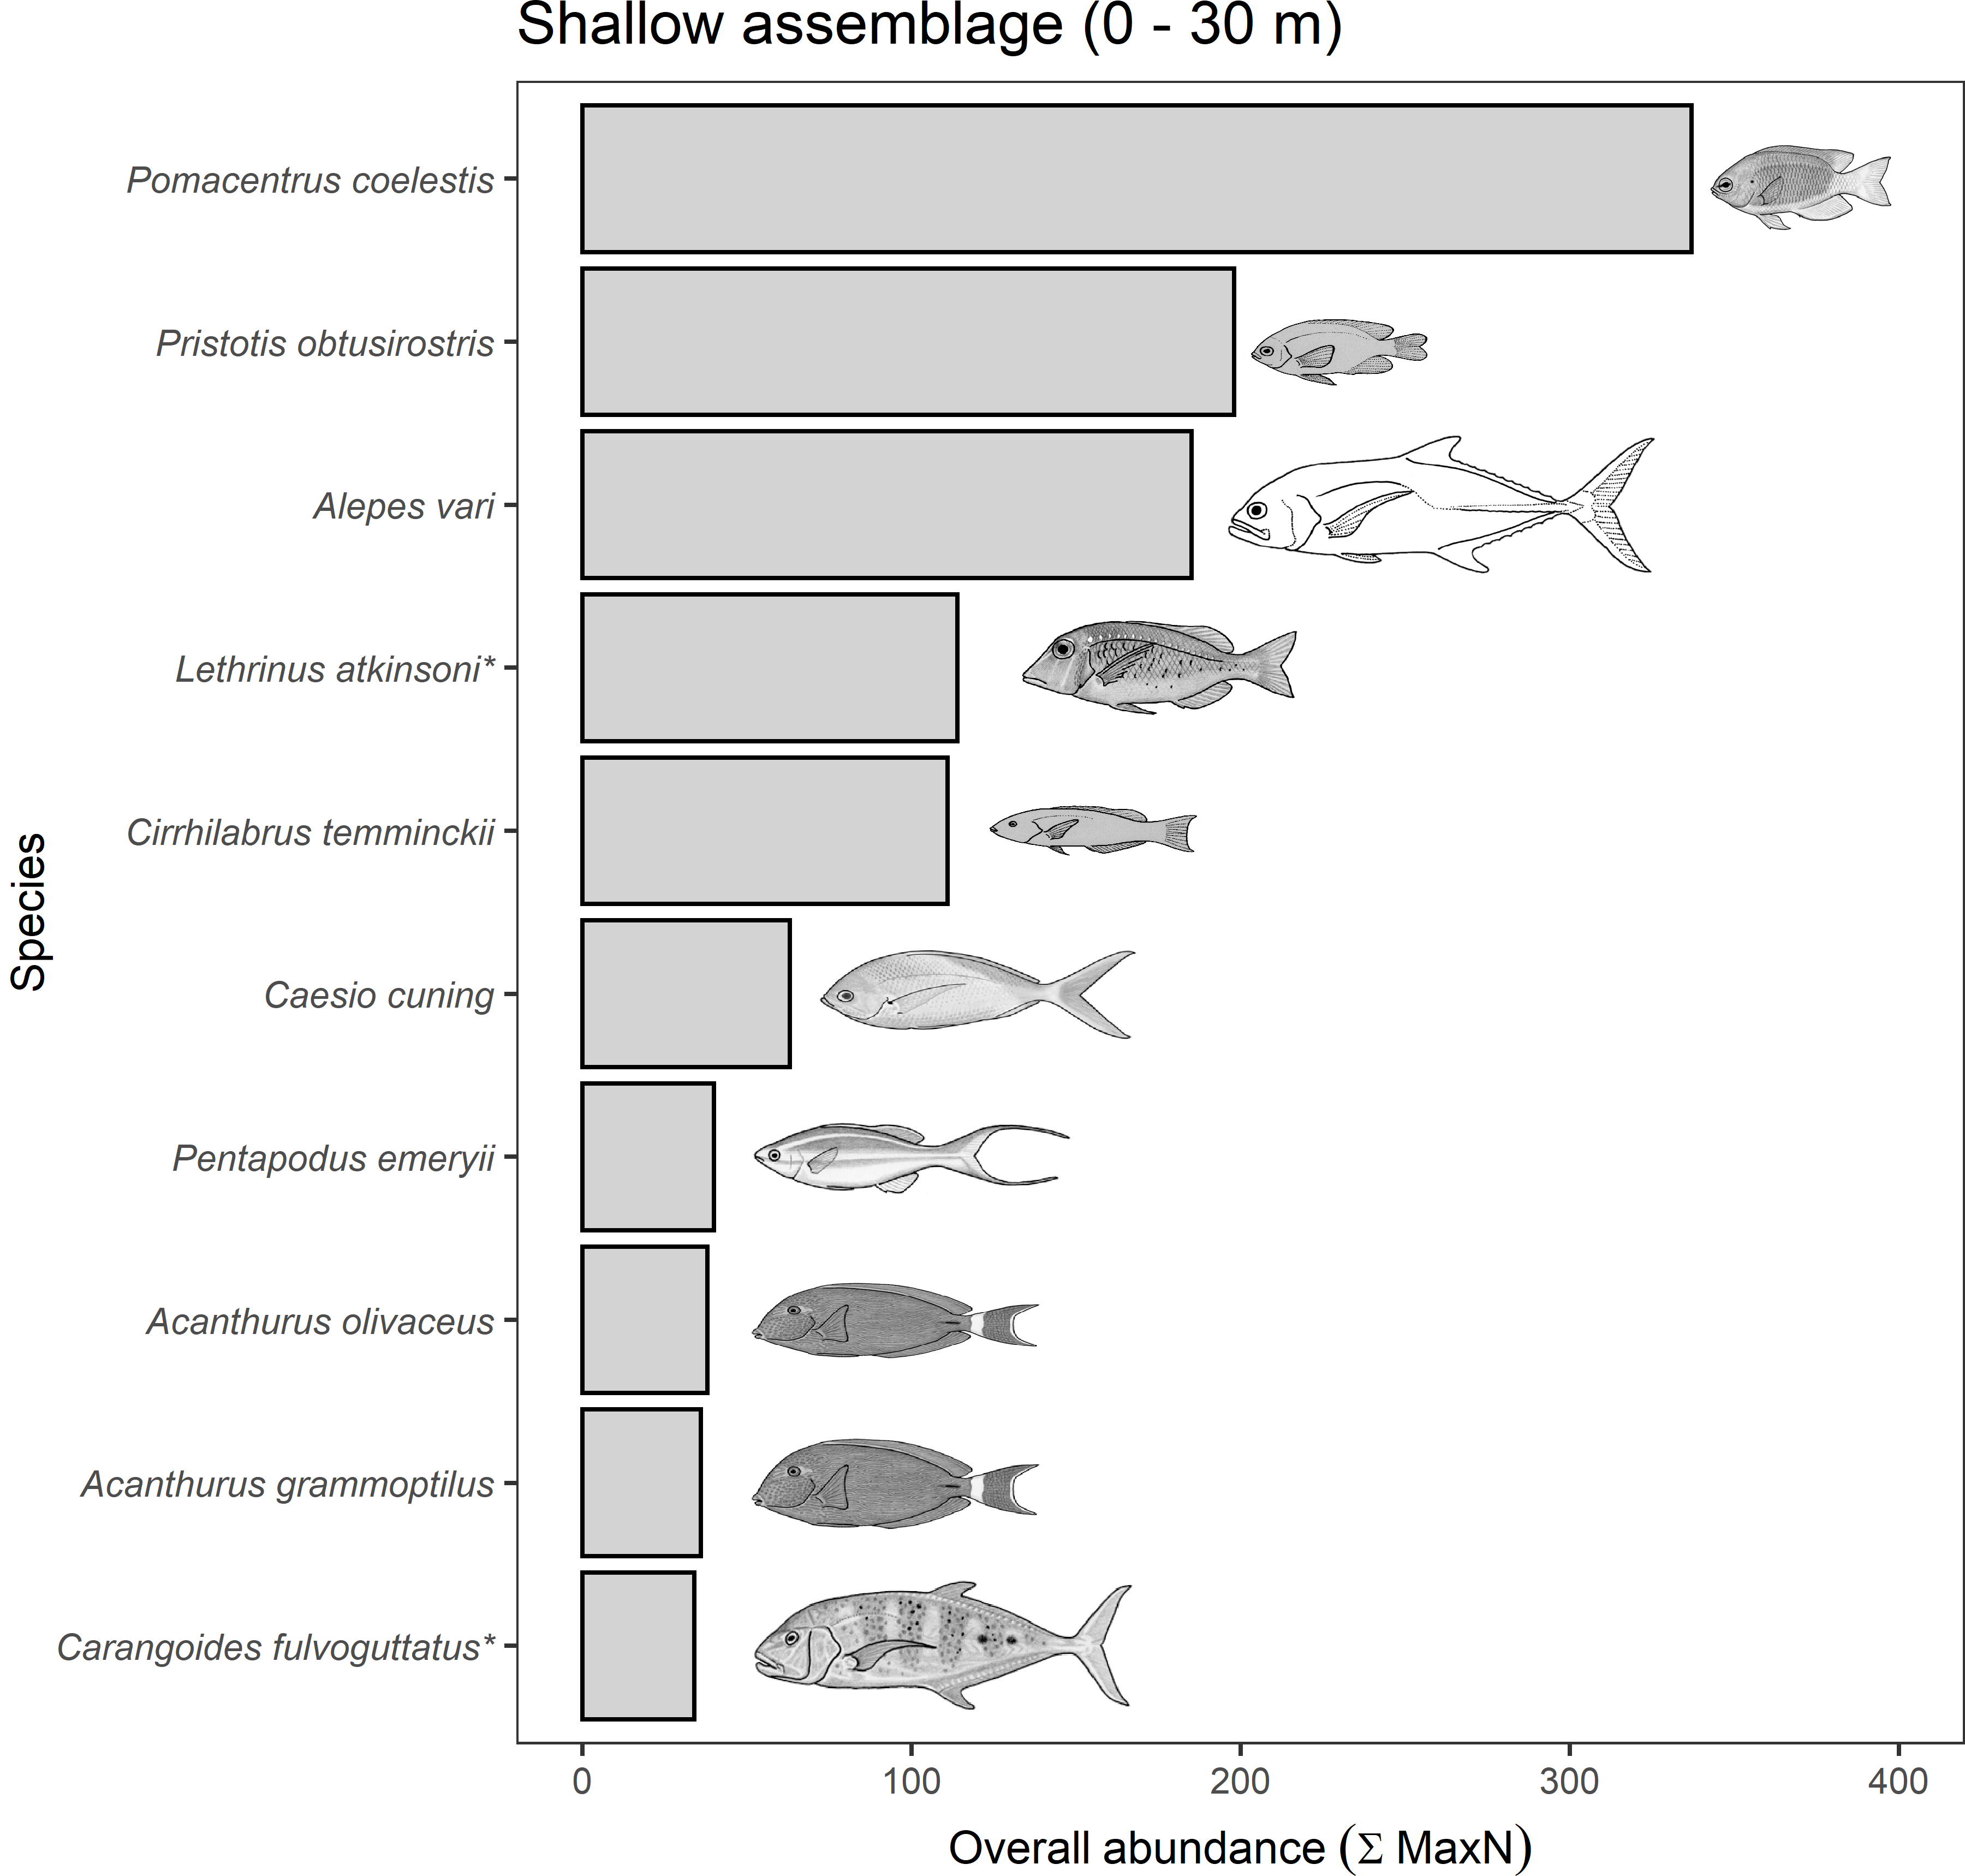 Shallow assemblage (0 - 30 m)
Species
Pomacentrus coelestis
Pristotis obtusirostris
Alepes vari
Lethrinus atkinsoni*
Cirrhilabrus temminckii
Caesio cuning
Pentapodus emeryii
Acanthurus olivaceus
Acanthurus grammoptilus
Carangoides fulvoguttatus*
0 100 200 300 400
Overall abundance (Σ MaxN)